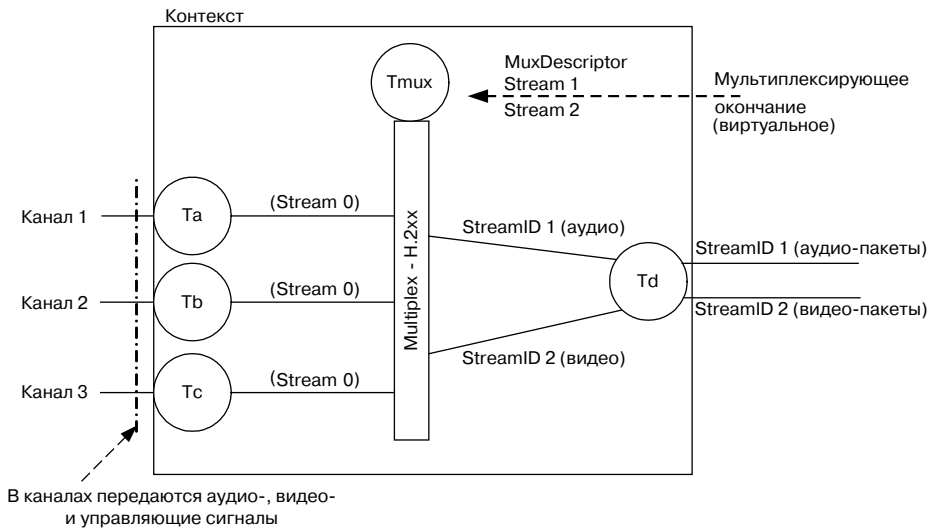 Контекст
Tmux
MuxDescriptor
Stream 1
Stream 2
Мультиплексирующее
окончание
(виртуальное)
Канал 1
Ta
(Stream 0)
Multiplex - H.2xx
StreamID 1 (аудио)
StreamID 1 (аудио-пакеты)
Канал 2
Tb
(Stream 0)
Td
StreamID 2 (видео-пакеты)
StreamID 2 (видео)
Канал 3
Tc
(Stream 0)
В каналах передаются аудио-, видео-
и управляющие сигналы